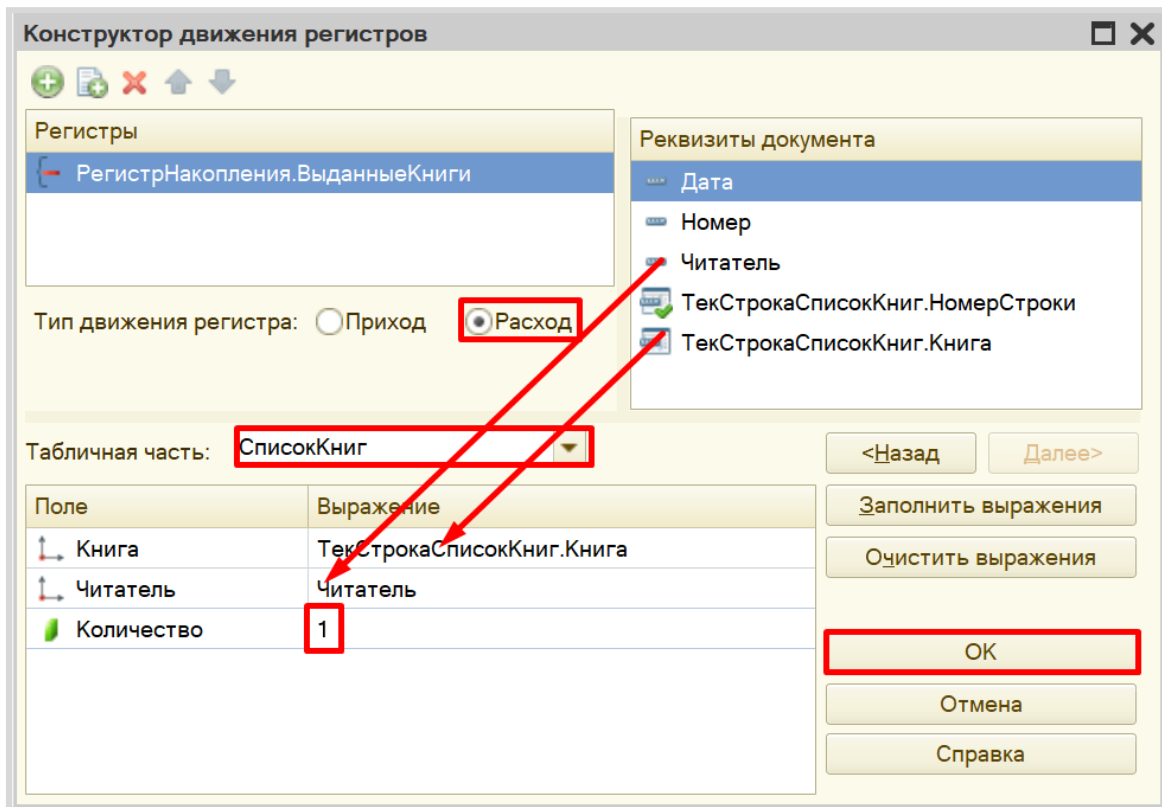 Конструктор движения регистров
Регистры
РегистрНакопления.ВыданныеКниги
Реквизиты документа
Дата
Номер
Читатель
ТекСтрокаСписокКниг.НомерСтроки
ТекСтрокаСписокКниг.Книга
Тип движения регистра: Приход Расход
Табличная часть: СписокКниг
<Назад Далее>
Поле Выражение
Книга ТекСтрокаСписокКниг.Книга
Читатель Читатель
Количество 1
Заполнить выражения
Очистить выражения
OK
Отмена
Справка